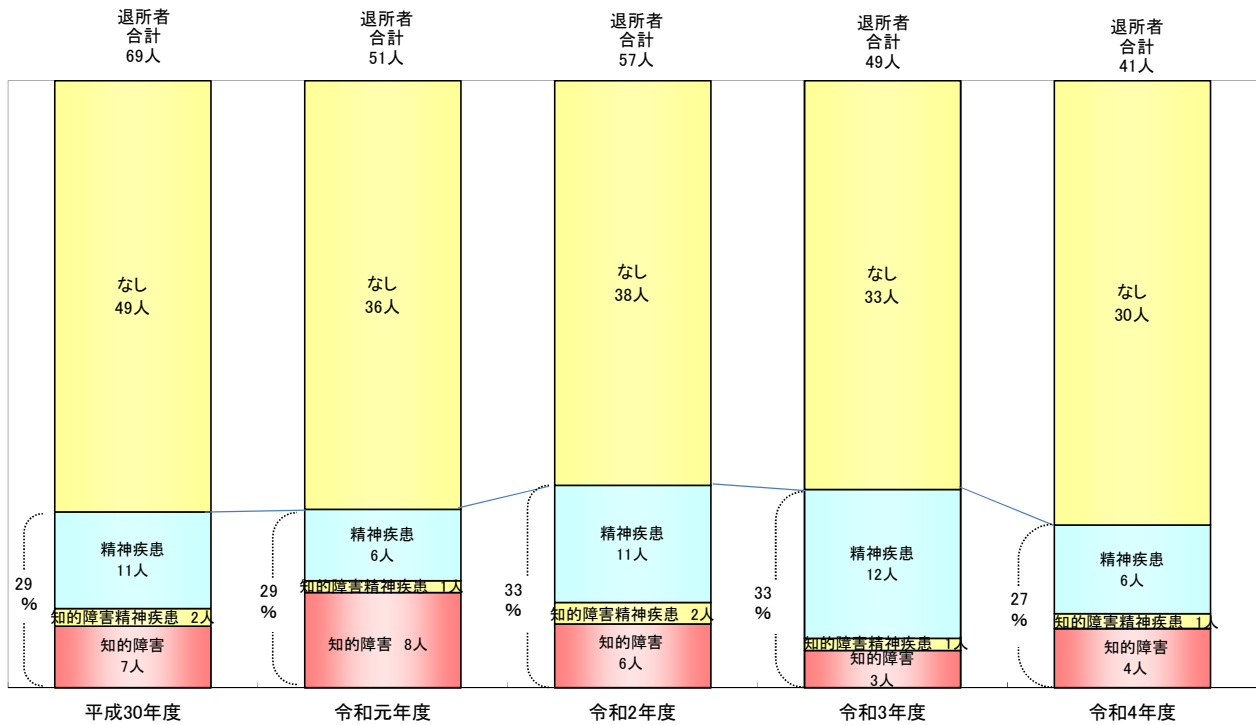 退所者
合計
69人
退所者
合計
51人
退所者
合計
57人
退所者
合計
49人
退所者
合計
41人
なし
49人
なし
36人
なし
38人
なし
33人
なし
30人
精神疾患
11人
精神疾患
6人
精神疾患
11人
精神疾患
12人
精神疾患
6人
知的障害精神疾患 2人
知的障害精神疾患 1人
知的障害精神疾患 2人
知的障害精神疾患 1人
知的障害精神疾患 1人
知的障害
7人
知的障害 8人
知的障害
6人
知的障害
3人
知的障害
4人
29
%
29
%
33
%
33
%
27
%
平成30年度
令和元年度
令和2年度
令和3年度
令和4年度